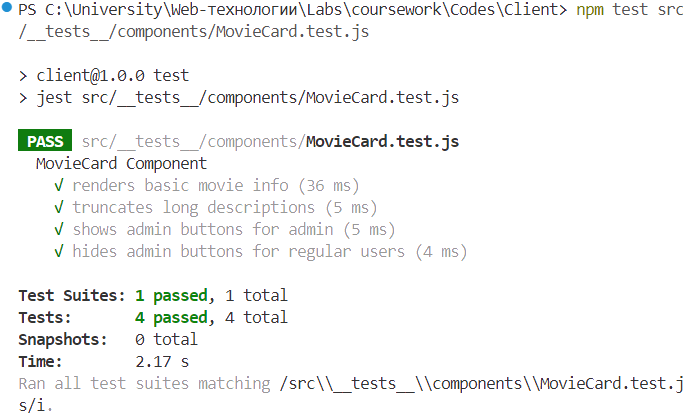 PS C:\University\Web-технологии\Labs\coursework\Codes\Client> npm test src
/__tests__/components/MovieCard.test.js
> client@1.0.0 test
> jest src/__tests__/components/MovieCard.test.js
PASS src/__tests__/components/MovieCard.test.js
MovieCard Component
√ renders basic movie info (36 ms)
√ truncates long descriptions (5 ms)
√ shows admin buttons for admin (5 ms)
√ hides admin buttons for regular users (4 ms)
Test Suites: 1 passed, 1 total
Tests: 4 passed, 4 total
Snapshots: 0 total
Time: 2.17 s
Ran all test suites matching /src\\__tests__\\components\\MovieCard.test.j
s/i.